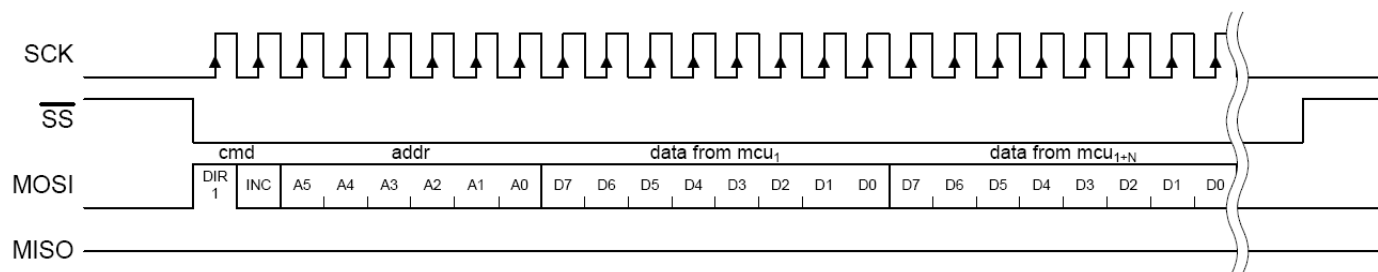 SCK
SS
cmd addr data from mcu1 data from mcu1+N
MOSI DIR 1 INC A5 A4 A3 A2 A1 A0 D7 D6 D5 D4 D3 D2 D1 D0 D7 D6 D5 D4 D3 D2 D1 D0
MISO